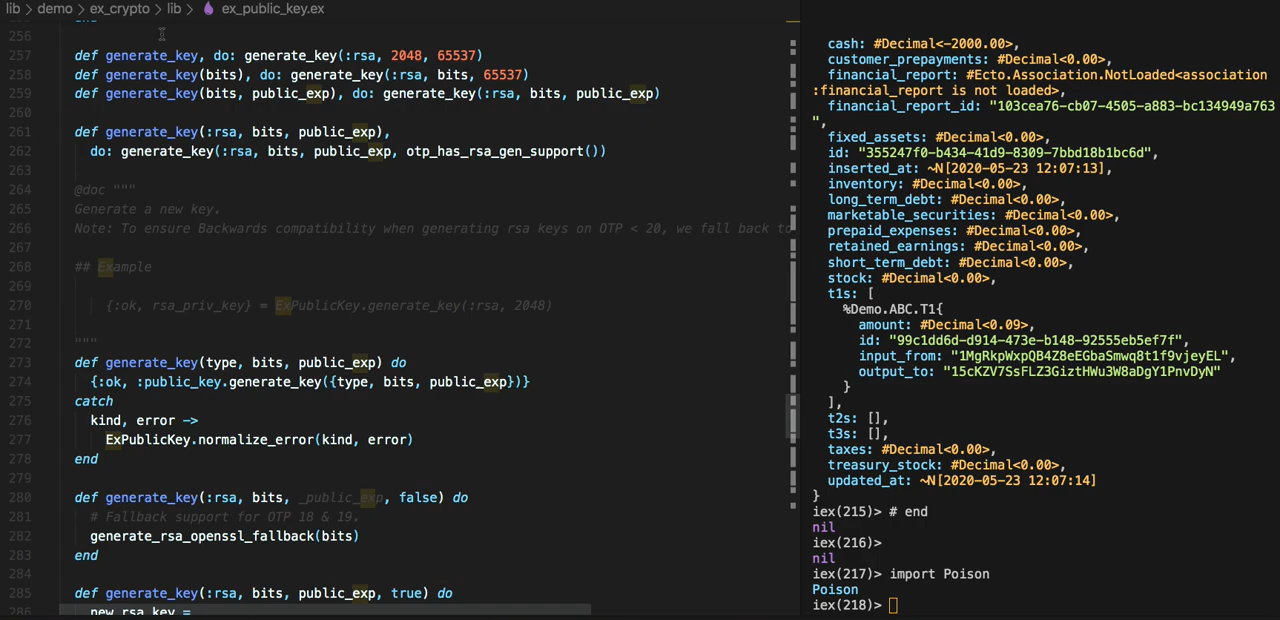 lib > demo > ex_crypto > lib > ex_public_key.ex
256
257 def generate_key, do: generate_key(:rsa, 2048, 65537)
258 def generate_key(bits), do: generate_key(:rsa, bits, 65537)
259 def generate_key(bits, public_exp), do: generate_key(:rsa, bits, public_exp)
260
261 def generate_key(:rsa, bits, public_exp),
262 do: generate_key(:rsa, bits, public_exp, otp_has_rsa_gen_support())
263
264 @doc """
265 Generate a new key.
266 Note: To ensure Backwards compatibility when generating rsa keys on OTP < 20, we fall back to
267
268 ## Example
269
270 {:ok, rsa_priv_key} = ExPublicKey.generate_key(:rsa, 2048)
271
272 """
273 def generate_key(type, bits, public_exp) do
274 {:ok, :public_key.generate_key({type, bits, public_exp})}
275 catch
276 kind, error ->
277 ExPublicKey.normalize_error(kind, error)
278 end
279
280 def generate_key(:rsa, bits, _public_exp, false) do
281 # Fallback support for OTP 18 & 19.
282 generate_rsa_openssl_fallback(bits)
283 end
284
285 def generate_key(:rsa, bits, public_exp, true) do
286 new_rsa_key =
cash: #Decimal<-2000.00>,
customer_prepayments: #Decimal<0.00>,
financial_report: #Ecto.Association.NotLoaded<association
:financial_report is not loaded>,
financial_report_id: "103cea76-cb07-4505-a883-bc134949a763
",
fixed_assets: #Decimal<0.00>,
id: "355247f0-b434-41d9-8309-7bbd18b1bc6d",
inserted_at: ~N[2020-05-23 12:07:13],
inventory: #Decimal<0.00>,
long_term_debt: #Decimal<0.00>,
marketable_securities: #Decimal<0.00>,
prepaid_expenses: #Decimal<0.00>,
retained_earnings: #Decimal<0.00>,
short_term_debt: #Decimal<0.00>,
stock: #Decimal<0.00>,
t1s: [
%Demo.ABC.T1{
amount: #Decimal<0.09>,
id: "99c1dd6d-d914-473e-b148-92555eb5ef7f",
input_from: "1MgRkpWxpQB4Z8eEGbaSmwq8t1f9vjeyEL",
output_to: "15cKZV7SsFLZ3GiztHWu3W8aDgY1PnvDyN"
}
],
t2s: [],
t3s: [],
taxes: #Decimal<0.00>,
treasury_stock: #Decimal<0.00>,
updated_at: ~N[2020-05-23 12:07:14]
}
iex(215)> # end
nil
iex(216)>
nil
iex(217)> import Poison
Poison
iex(218)>